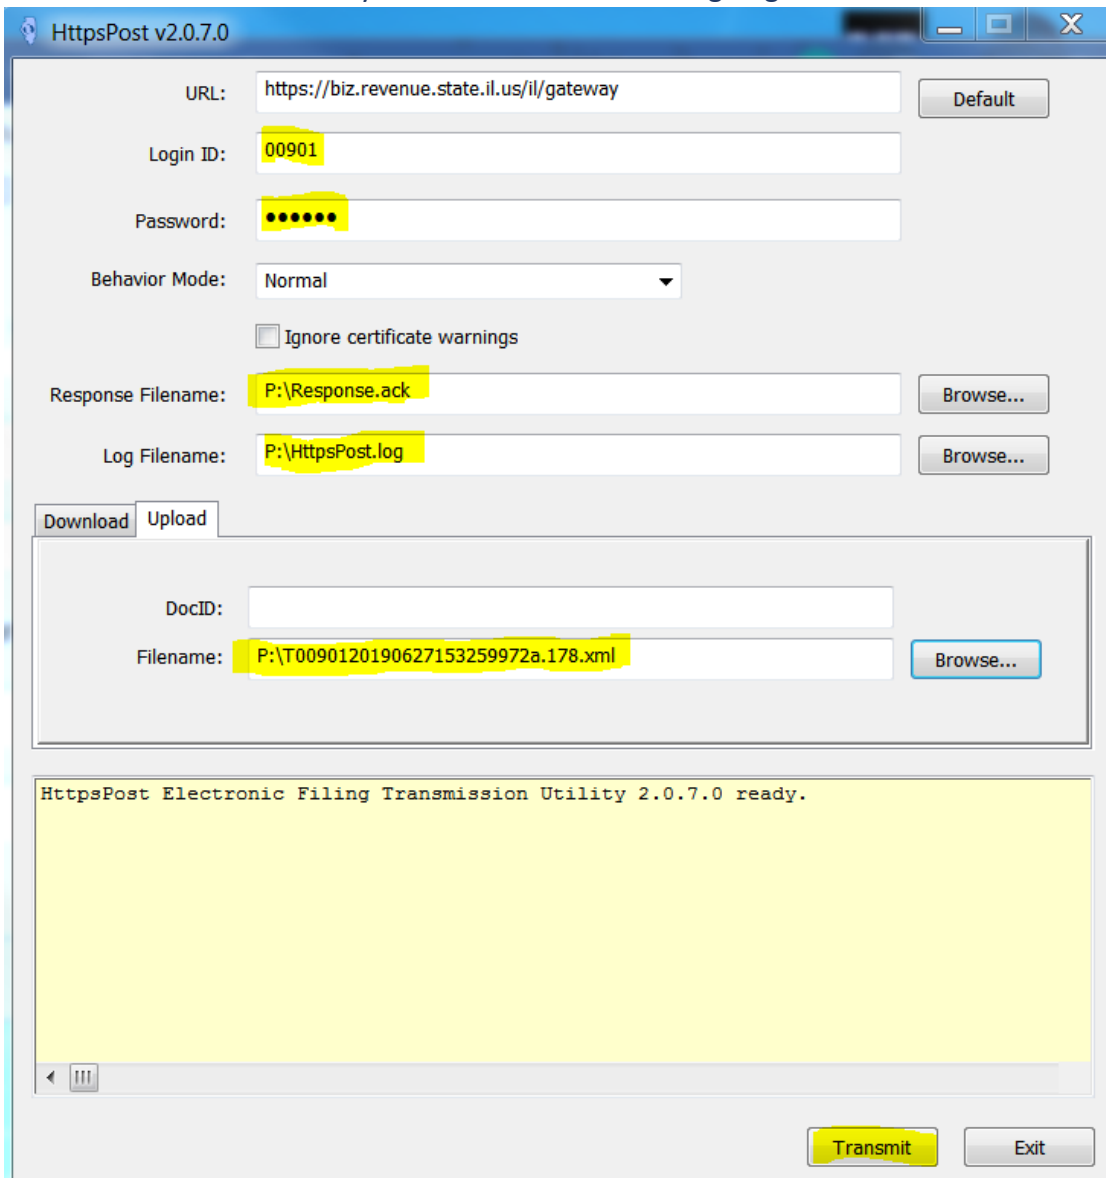 HttpsPost v2.0.7.0
URL: https://biz.revenue.state.il.us/il/gateway Default
Login ID: 00901
Password: ●●●●●●
Behavior Mode: Normal
Ignore certificate warnings
Response Filename: P:\Response.ack Browse...
Log Filename: P:\HttpsPost.log Browse...
Download Upload
DocID:
Filename: P:\T0090120190627153259972a.178.xml Browse...
HttpsPost Electronic Filing Transmission Utility 2.0.7.0 ready.
Transmit Exit